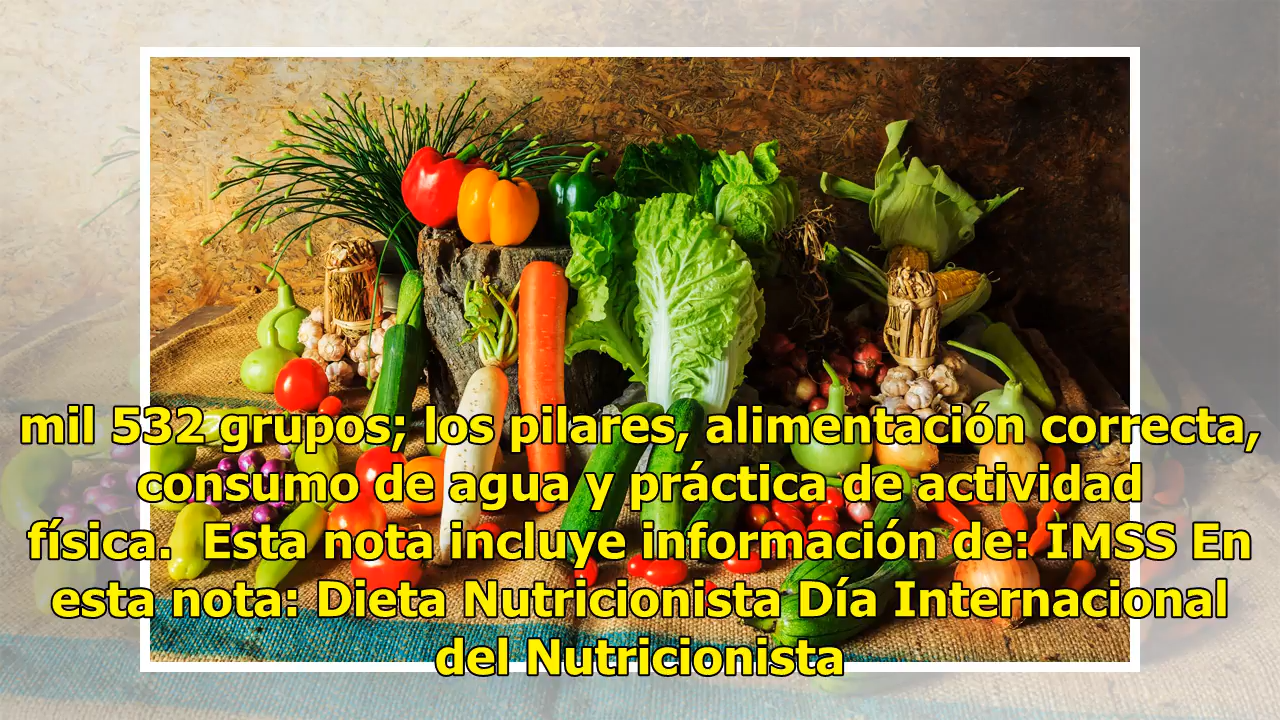 mil 532 grupos; los pilares, alimentación correcta,
consumo de agua y práctica de actividad
física.  Esta nota incluye información de: IMSS En
esta nota: Dieta Nutricionista Día Internacional
del Nutricionista